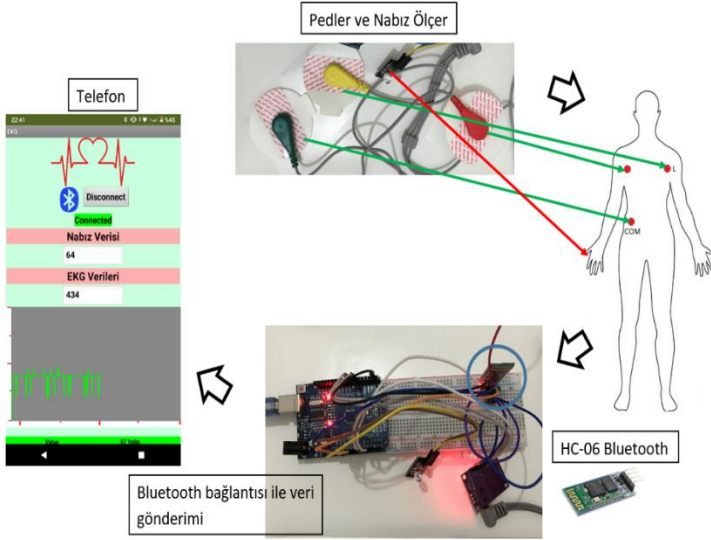 Pedler ve Nabız Ölçer
Telefon
22:41
%45
EKG
Disconnect
Connected
Nabız Verisi
64
EKG Verileri
434
L
COM
HC-06 Bluetooth
Bluetooth bağlantısı ile veri
gönderimi